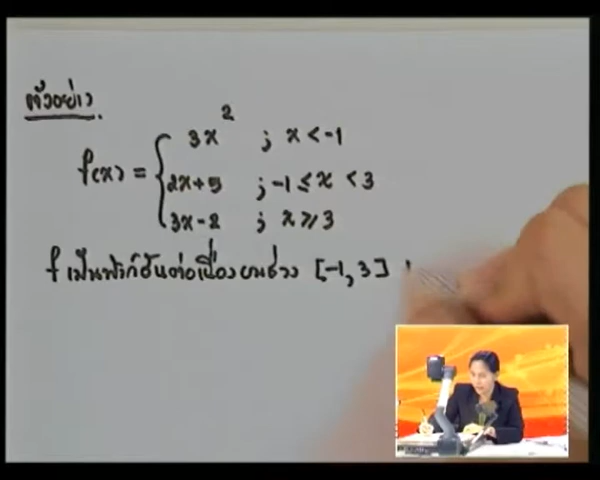 ตัวอย่าง
3x² ; x < -1
f(x) = { 2x+5 ; -1 ≤ x < 3
3x-2 ; x ≥ 3
f เป็นฟังก์ชันต่อเนื่องบนช่วง [-1, 3]